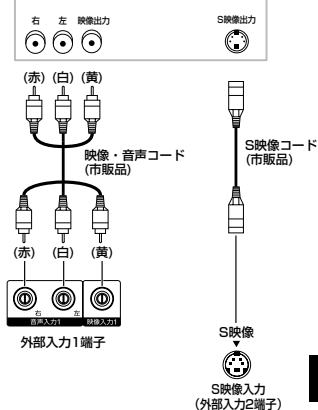 右 左 映像出力 S映像出力
(赤) (白) (黄)
映像・音声コード
(市販品)
S映像コード
(市販品)
(赤) (白) (黄)
右 左
音声入力1 映像入力1
外部入力1端子
S映像
S映像入力
(外部入力2端子)